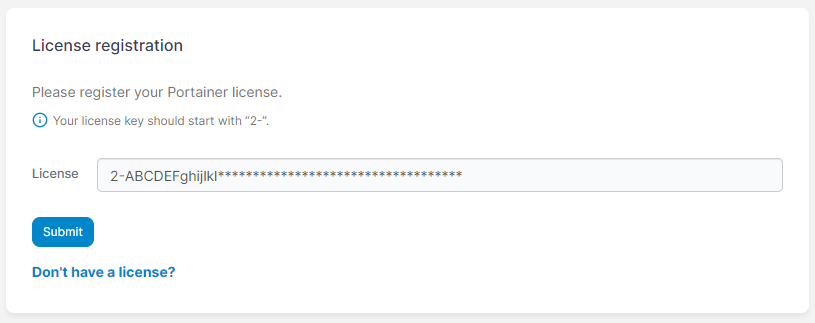 License registration
Please register your Portainer license.
Your license key should start with “2-”.
License
2-ABCDEFghijlkl***********************************
Submit
Don't have a license?